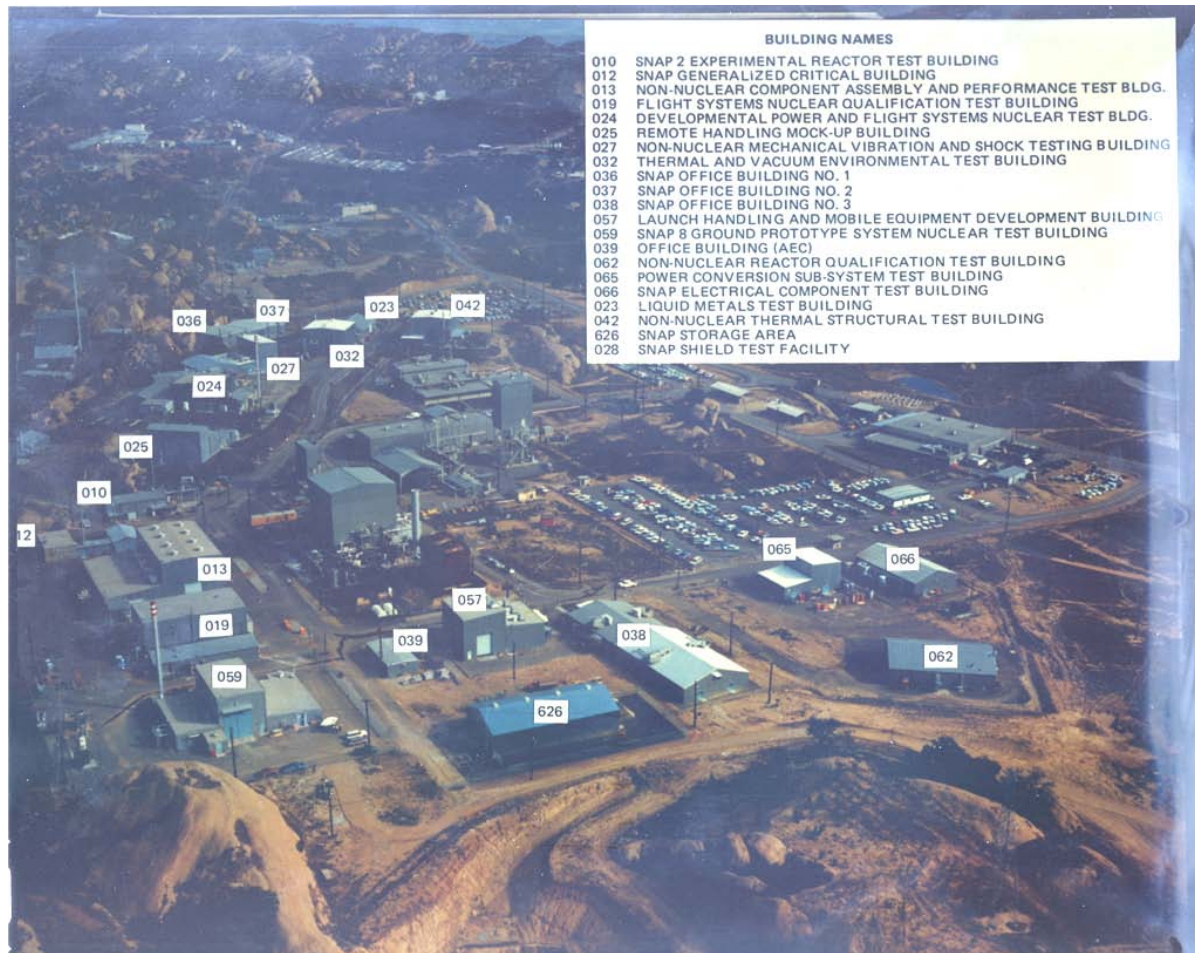 BUILDING NAMES
010 SNAP 2 EXPERIMENTAL REACTOR TEST BUILDING
012 SNAP GENERALIZED CRITICAL BUILDING
013 NON-NUCLEAR COMPONENT ASSEMBLY AND PERFORMANCE TEST BLDG.
019 FLIGHT SYSTEMS NUCLEAR QUALIFICATION TEST BUILDING
024 DEVELOPMENTAL POWER AND FLIGHT SYSTEMS NUCLEAR TEST BLDG.
025 REMOTE HANDLING MOCK-UP BUILDING
027 NON-NUCLEAR MECHANICAL VIBRATION AND SHOCK TESTING BUILDING
032 THERMAL AND VACUUM ENVIRONMENTAL TEST BUILDING
036 SNAP OFFICE BUILDING NO. 1
037 SNAP OFFICE BUILDING NO. 2
038 SNAP OFFICE BUILDING NO. 3
057 LAUNCH HANDLING AND MOBILE EQUIPMENT DEVELOPMENT BUILDING
059 SNAP 8 GROUND PROTOTYPE SYSTEM NUCLEAR TEST BUILDING
039 OFFICE BUILDING (AEC)
062 NON-NUCLEAR REACTOR QUALIFICATION TEST BUILDING
065 POWER CONVERSION SUB-SYSTEM TEST BUILDING
066 SNAP ELECTRICAL COMPONENT TEST BUILDING
023 LIQUID METALS TEST BUILDING
042 NON-NUCLEAR THERMAL STRUCTURAL TEST BUILDING
626 SNAP STORAGE AREA
028 SNAP SHIELD TEST FACILITY
036
037
023
042
032
027
024
025
010
12
013
065
066
057
019
039
038
062
059
626